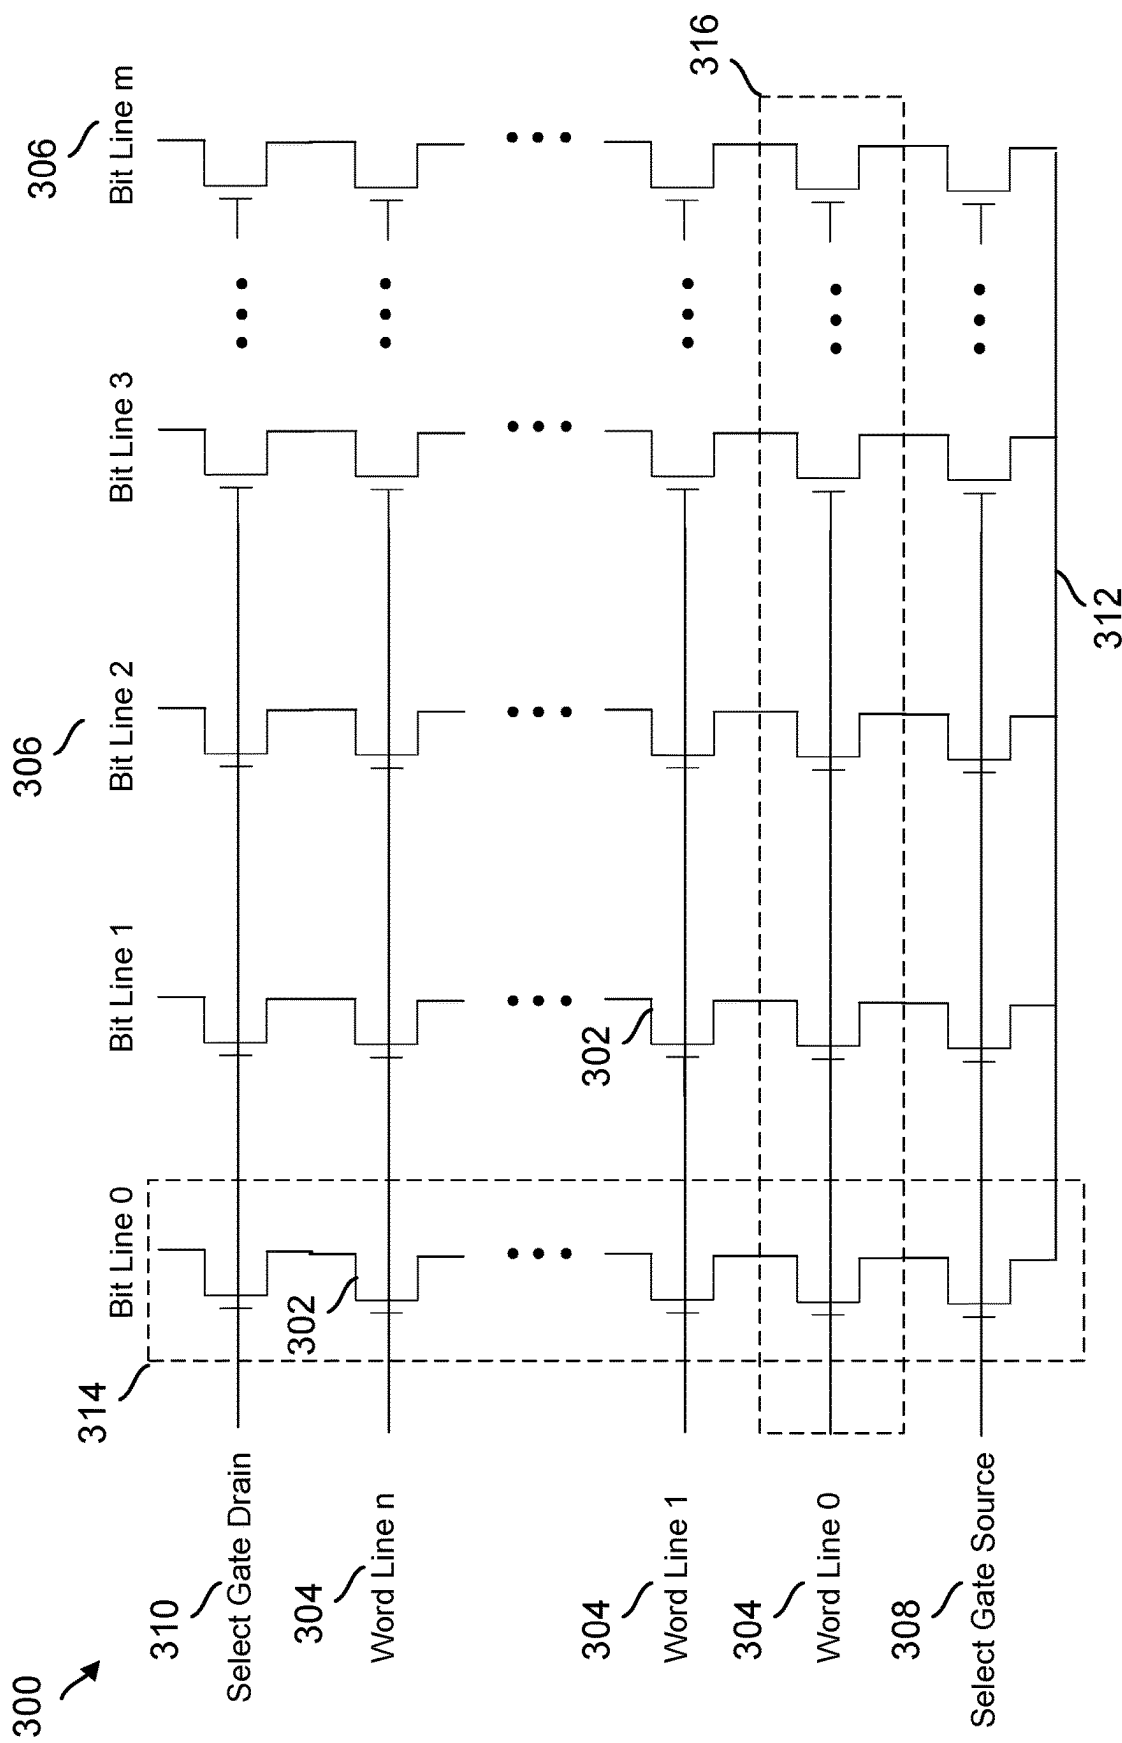 300
314
306
306
Bit Line 0
Bit Line 1
Bit Line 2
Bit Line 3
Bit Line m
310
Select Gate Drain
302
304
Word Line n
302
304
Word Line 1
316
304
Word Line 0
308
Select Gate Source
312